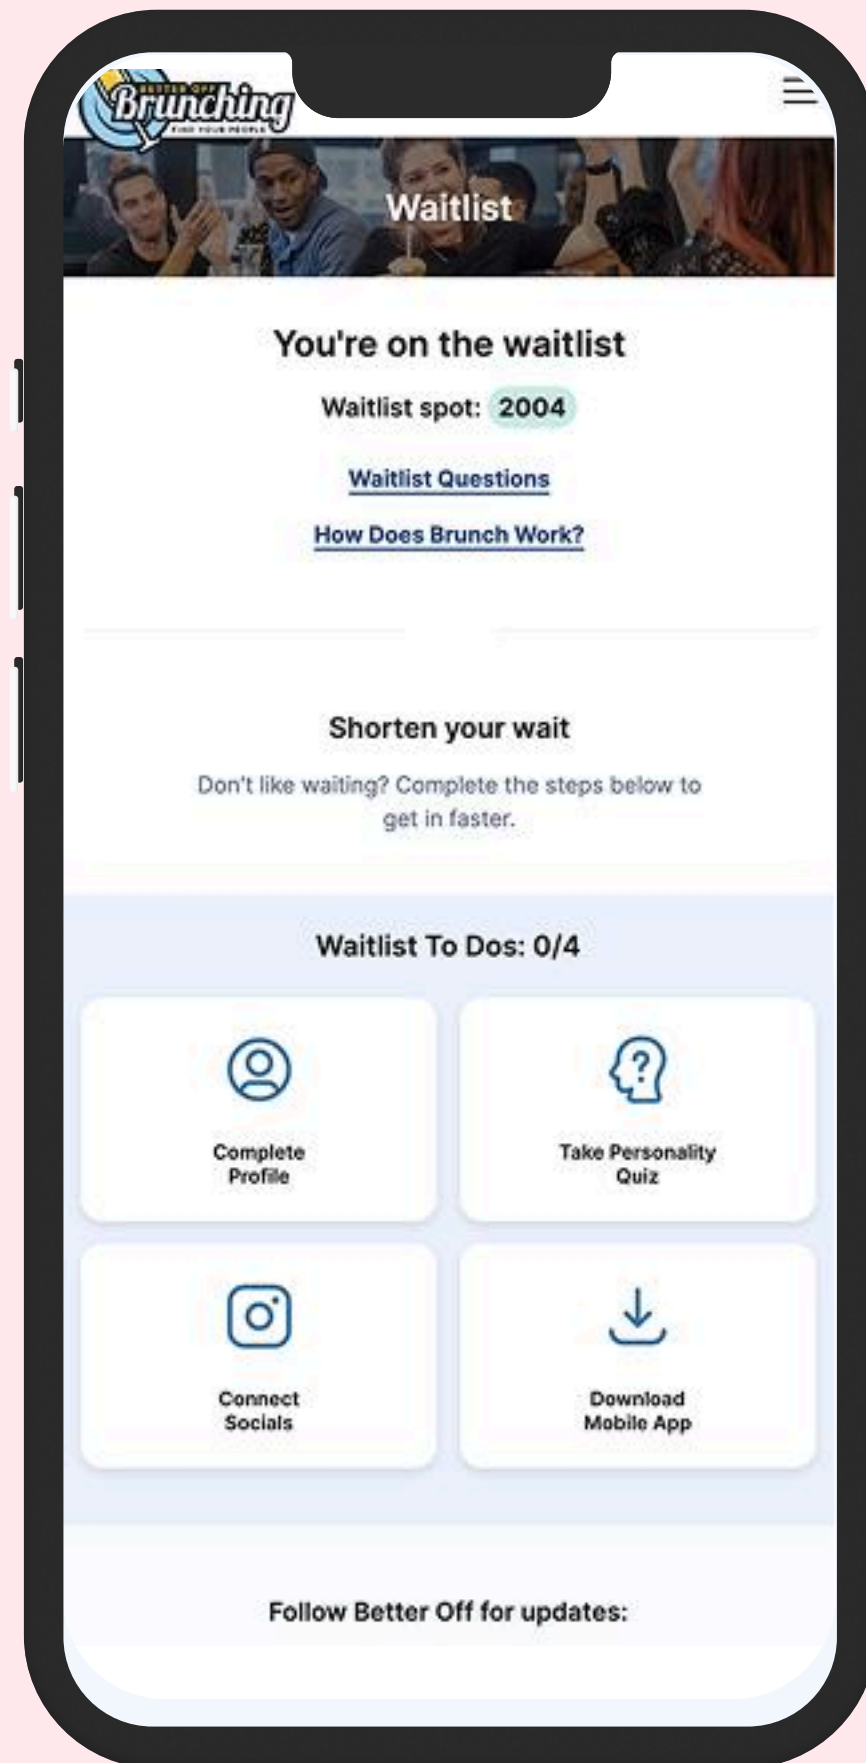 BETTER OFF
Brunching
FIND YOUR PEOPLE
Waitlist
You're on the waitlist
Waitlist spot: 2004
Waitlist Questions
How Does Brunch Work?
Shorten your wait
Don't like waiting? Complete the steps below to
get in faster.
Waitlist To Dos: 0/4
Complete
Profile
Take Personality
Quiz
Connect
Socials
Download
Mobile App
Follow Better Off for updates: